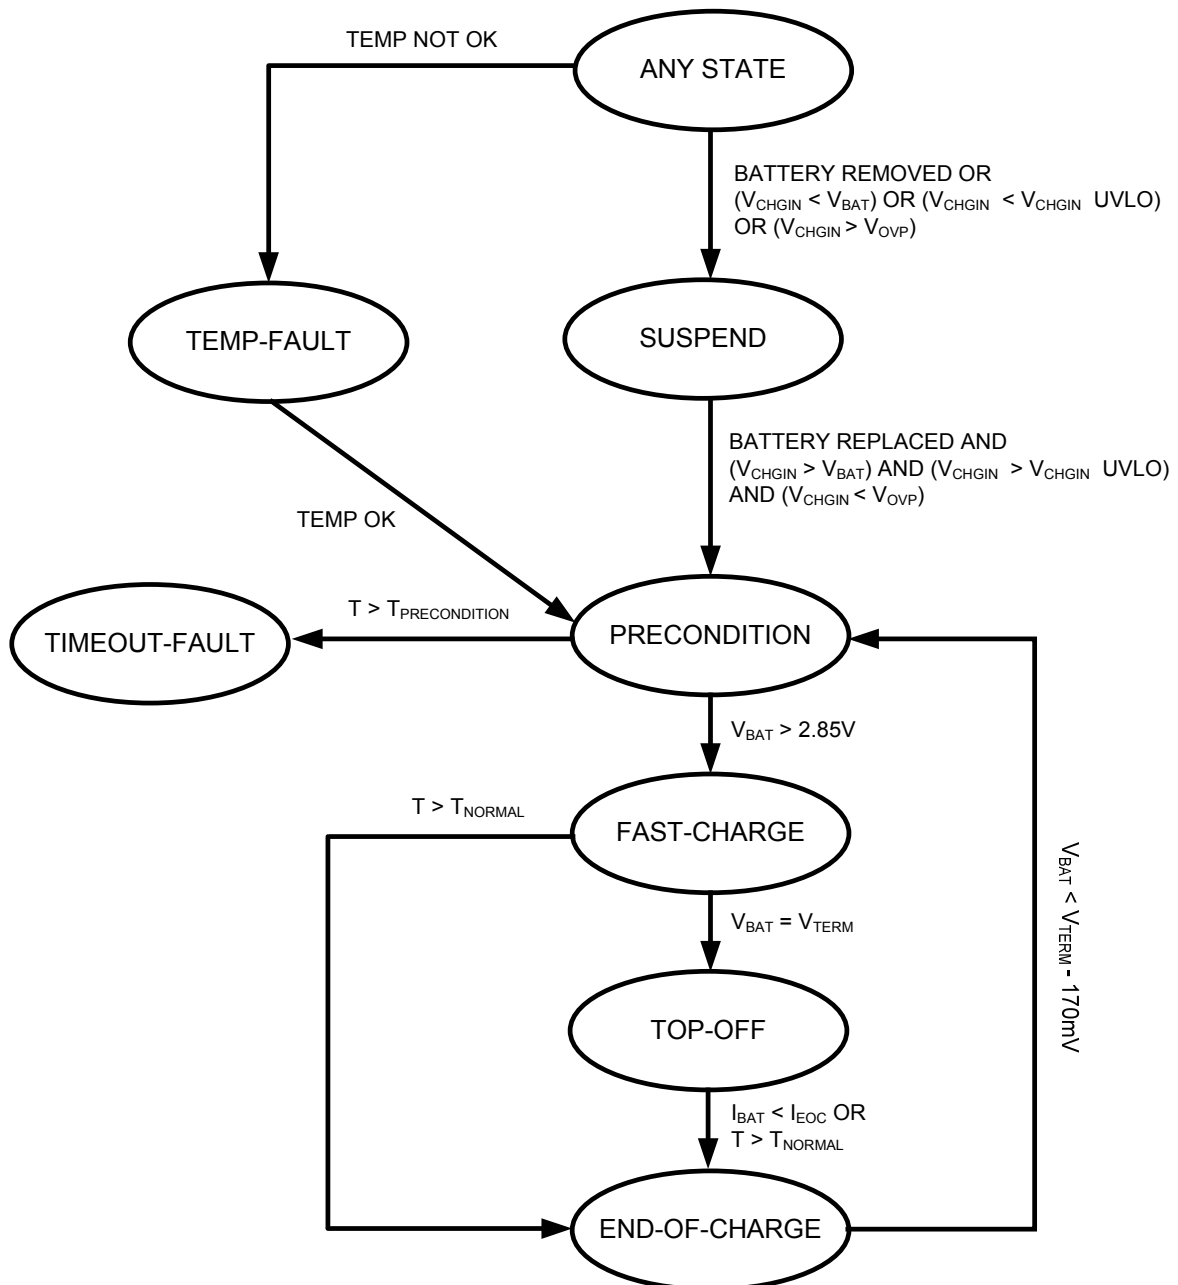 TEMP NOT OK
ANY STATE
BATTERY REMOVED OR
(VCHGIN < VBAT) OR (VCHGIN < VCHGIN UVLO)
OR (VCHGIN > VOVP)
TEMP-FAULT
SUSPEND
BATTERY REPLACED AND
(VCHGIN > VBAT) AND (VCHGIN > VCHGIN UVLO)
AND (VCHGIN < VOVP)
TEMP OK
T > TPRECONDITION
TIMEOUT-FAULT
PRECONDITION
VBAT > 2.85V
T > TNORMAL
FAST-CHARGE
VBAT < VTERM - 170mV
VBAT = VTERM
TOP-OFF
IBAT < IEOC OR
T > TNORMAL
END-OF-CHARGE